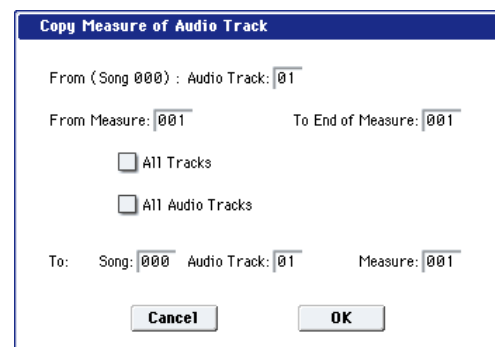 Copy Measure of Audio Track
From (Song 000) : Audio Track: 01
From Measure: 001 To End of Measure: 001
All Tracks
All Audio Tracks
To: Song: 000 Audio Track: 01 Measure: 001
Cancel OK